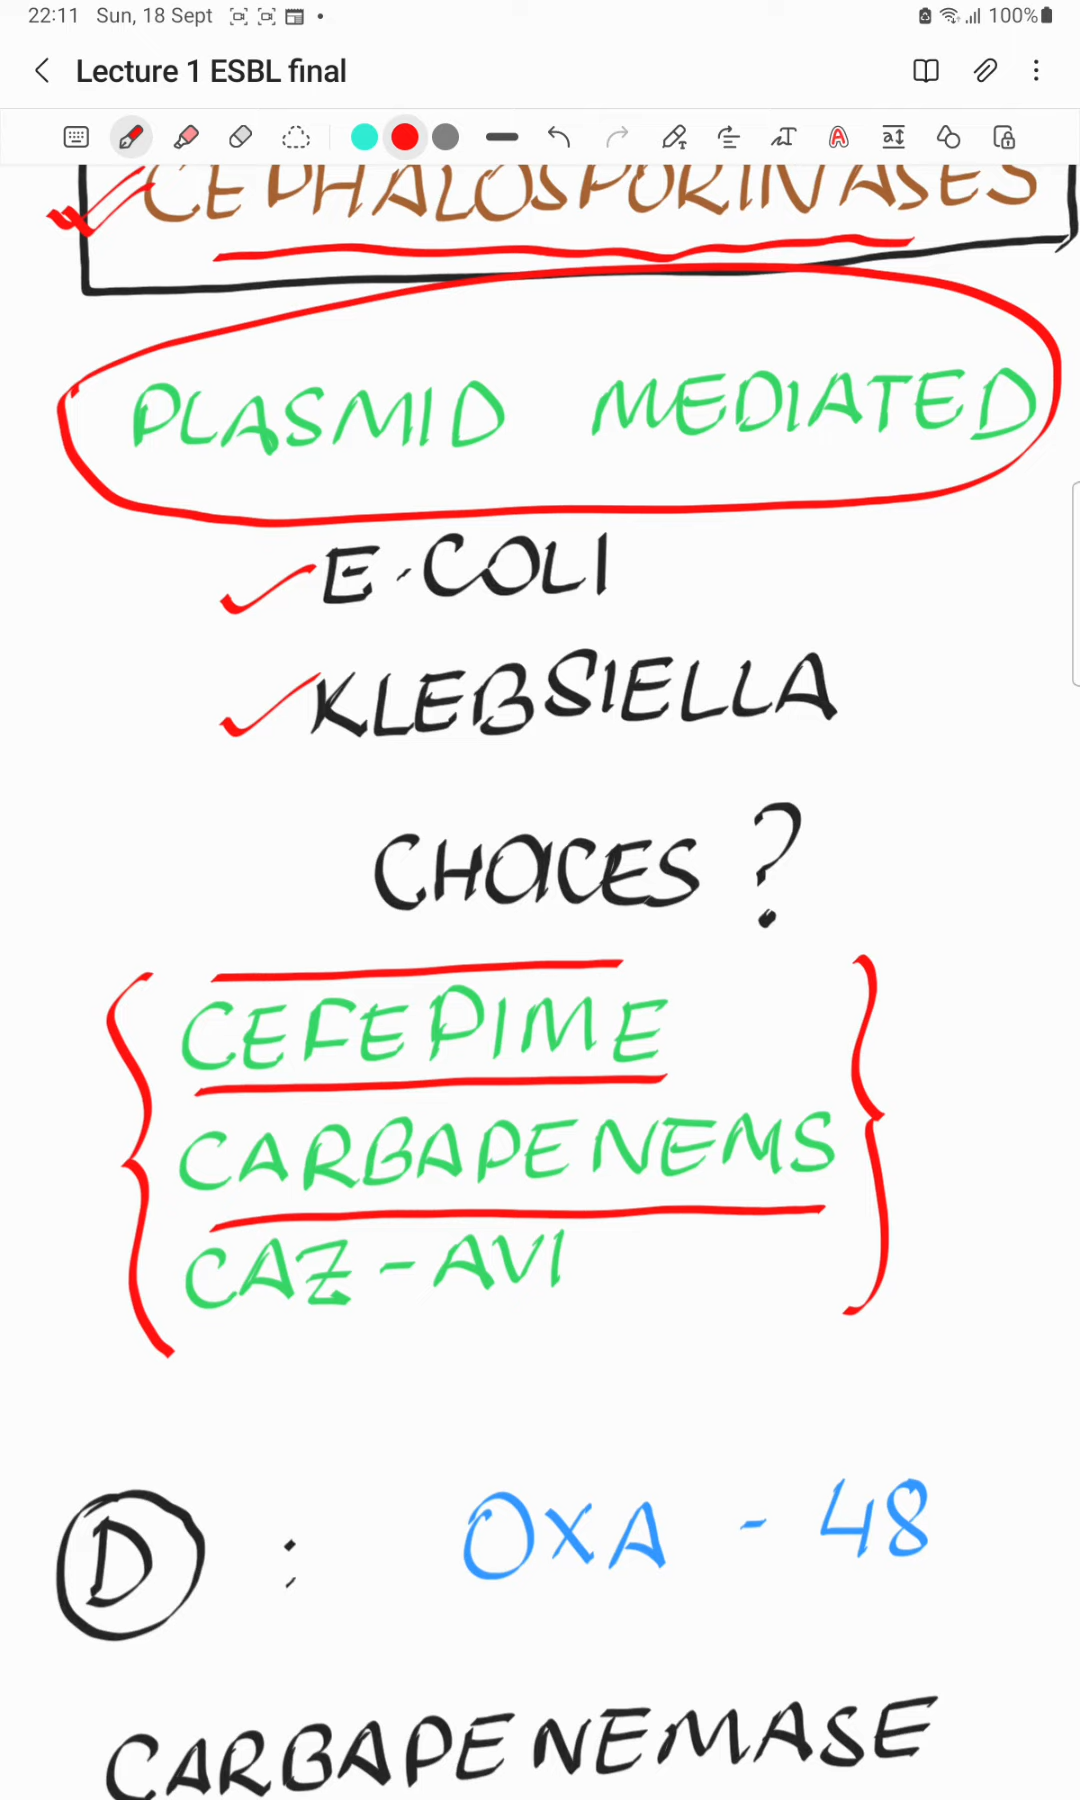 22:11 Sun, 18 Sept 100%
Lecture 1 ESBL final
CEPHALOSPORINASES
PLASMID MEDIATED
E.COLI
KLEBSIELLA
CHOICES ?
CEFEPIME
CARBAPENEMS
CAZ-AVI
D : OXA - 48
CARBAPENEMASE